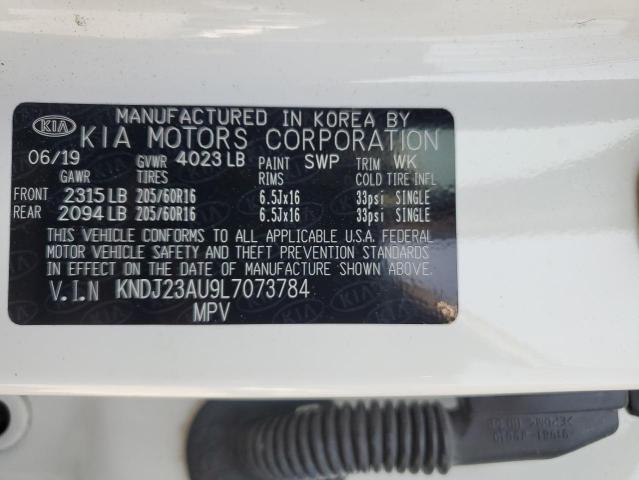 MANUFACTURED IN KOREA BY
KIA KIA MOTORS CORPORATION
06/19 GVWR 4023 LB PAINT SWP TRIM WK
GAWR TIRES RIMS COLD TIRE INFL
FRONT 2315 LB 205/60R16 6.5Jx16 33psi SINGLE
REAR 2094 LB 205/60R16 6.5Jx16 33psi SINGLE
THIS VEHICLE CONFORMS TO ALL APPLICABLE U.S.A. FEDERAL
MOTOR VEHICLE SAFETY AND THEFT PREVENTION STANDARDS
IN EFFECT ON THE DATE OF MANUFACTURE SHOWN ABOVE.
V.I.N KNDJ23AU9L7073784
MPV